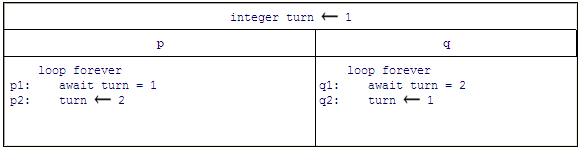 integer turn ← 1
p q
loop forever loop forever
p1: await turn = 1 q1: await turn = 2
p2: turn ← 2 q2: turn ← 1